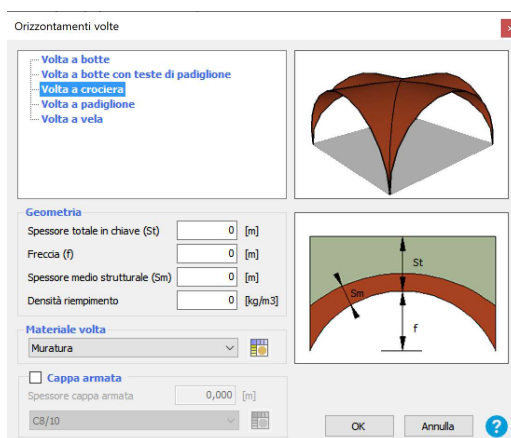 Orizzontamenti volte
x
Volta a botte
Volta a botte con teste di padiglione
Volta a crociera
Volta a padiglione
Volta a vela
Geometria
Spessore totale in chiave (St) 0 [m]
Freccia (f) 0 [m]
Spessore medio strutturale (Sm) 0 [m]
Densità riempimento 0 [kg/m3]
St
Sm
f
Materiale volta
Muratura
Cappa armata
Spessore cappa armata 0,000 [m]
C8/10
OK Annulla ?